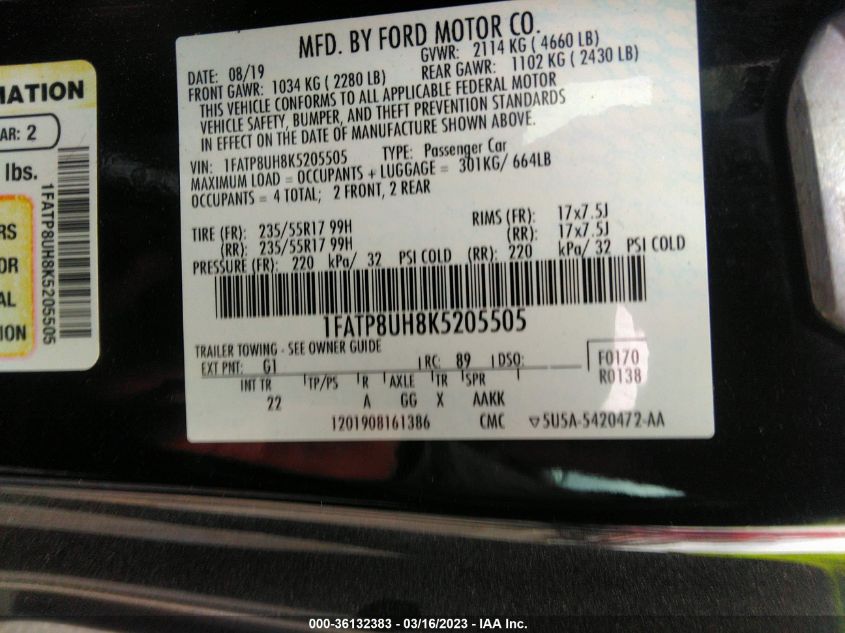 MFD. BY FORD MOTOR CO.
DATE: 08/19 GVWR: 2114 KG ( 4660 LB)
FRONT GAWR: 1034 KG ( 2280 LB) REAR GAWR: 1102 KG ( 2430 LB)
THIS VEHICLE CONFORMS TO ALL APPLICABLE FEDERAL MOTOR
VEHICLE SAFETY, BUMPER, AND THEFT PREVENTION STANDARDS
IN EFFECT ON THE DATE OF MANUFACTURE SHOWN ABOVE.
VIN: 1FATP8UH8K5205505 TYPE: Passenger Car
MAXIMUM LOAD = OCCUPANTS + LUGGAGE = 301KG/ 664LB
OCCUPANTS = 4 TOTAL; 2 FRONT, 2 REAR
TIRE (FR): 235/55R17 99H RIMS (FR): 17x7.5J
(RR): 235/55R17 99H (RR): 17x7.5J
PRESSURE (FR): 220 kPa/ 32 PSI COLD (RR): 220 kPa/ 32 PSI COLD
1FATP8UH8K5205505
TRAILER TOWING - SEE OWNER GUIDE
EXT PNT: G1 RC: 89 DSO: F0170
R0138
INT TR TP/PS R AXLE TR SPR
22 A GG X AAKK
1201908161386 CMC ▽5U5A-5420472-AA
MATION
AR: 2
lbs.
1FATP8UH8K5205505
RS
OR
AL
ION
000-36132383 - 03/16/2023 - IAA Inc.